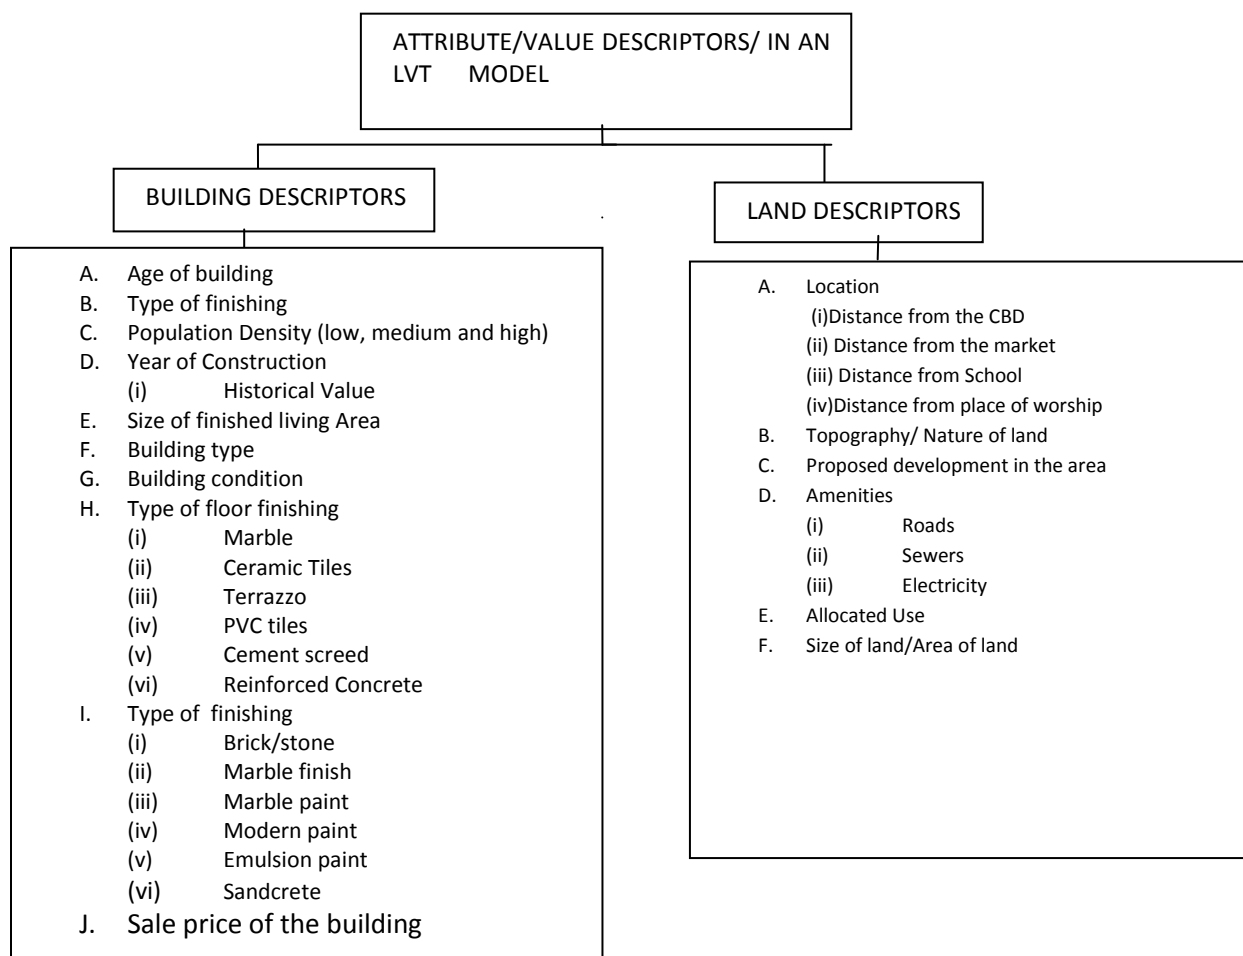 ATTRIBUTE/VALUE DESCRIPTORS/ IN AN
LVT MODEL
BUILDING DESCRIPTORS
A. Age of building
B. Type of finishing
C. Population Density (low, medium and high)
D. Year of Construction
(i) Historical Value
E. Size of finished living Area
F. Building type
G. Building condition
H. Type of floor finishing
(i) Marble
(ii) Ceramic Tiles
(iii) Terrazzo
(iv) PVC tiles
(v) Cement screed
(vi) Reinforced Concrete
I. Type of finishing
(i) Brick/stone
(ii) Marble finish
(iii) Marble paint
(iv) Modern paint
(v) Emulsion paint
(vi) Sandcrete
J. Sale price of the building
LAND DESCRIPTORS
A. Location
(i)Distance from the CBD
(ii) Distance from the market
(iii) Distance from School
(iv)Distance from place of worship
B. Topography/ Nature of land
C. Proposed development in the area
D. Amenities
(i) Roads
(ii) Sewers
(iii) Electricity
E. Allocated Use
F. Size of land/Area of land